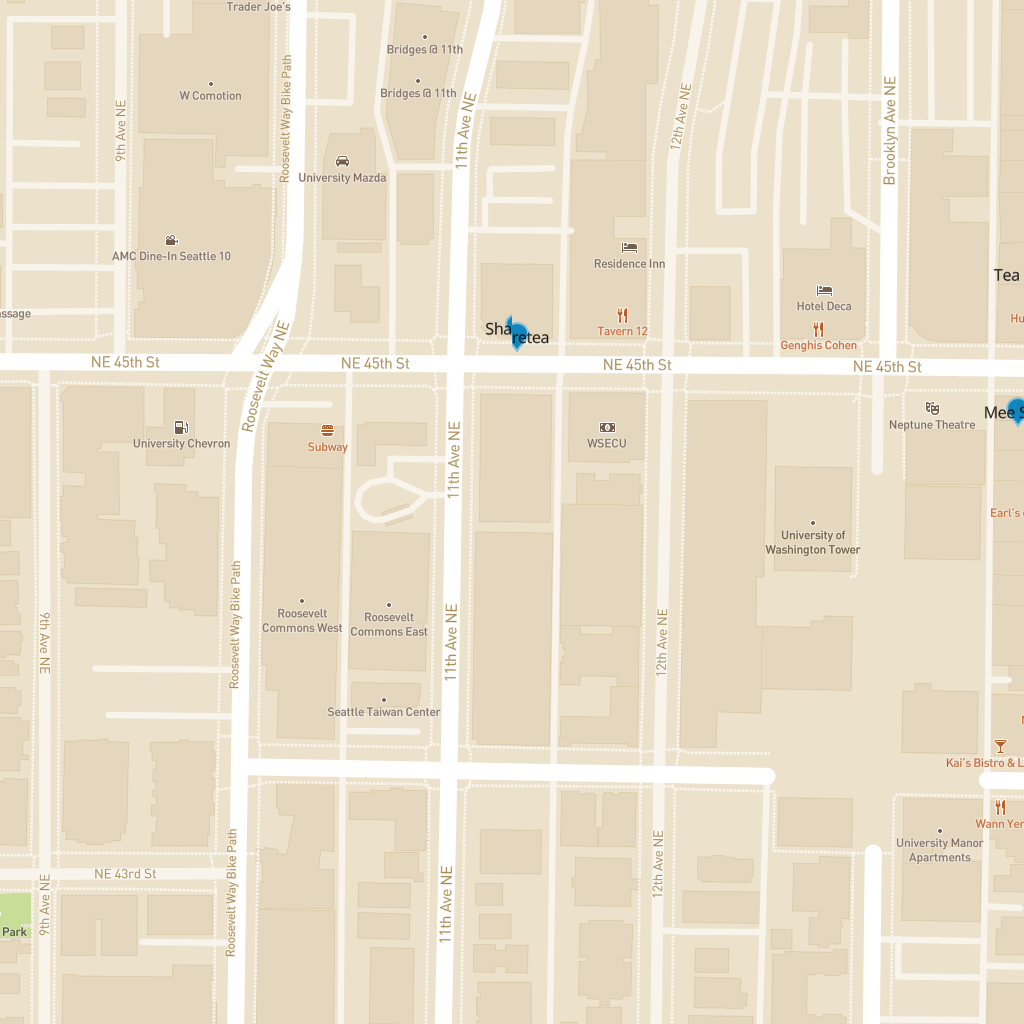 Trader Joe's
Bridges @ 11th
Bridges @ 11th
W Comotion
9th Ave NE
Roosevelt Way Bike Path
11th Ave NE
12th Ave NE
Brooklyn Ave NE
University Mazda
AMC Dine-In Seattle 10
Residence Inn
Tea
Hotel Deca
assage
Hu
Sharetea
Tavern 12
Genghis Cohen
NE 45th St
NE 45th St
NE 45th St
NE 45th St
Roosevelt Way NE
University Chevron
Subway
11th Ave NE
WSECU
Neptune Theatre
Mee S
Earl's
University of
Washington Tower
Roosevelt Way Bike Path
9th Ave NE
Roosevelt
Commons West
Roosevelt
Commons East
11th Ave NE
12th Ave NE
Seattle Taiwan Center
Kai's Bistro & L
Wann Yen
University Manor
Apartments
Roosevelt Way Bike Path
12th Ave NE
NE 43rd St
9th Ave NE
11th Ave NE
Park